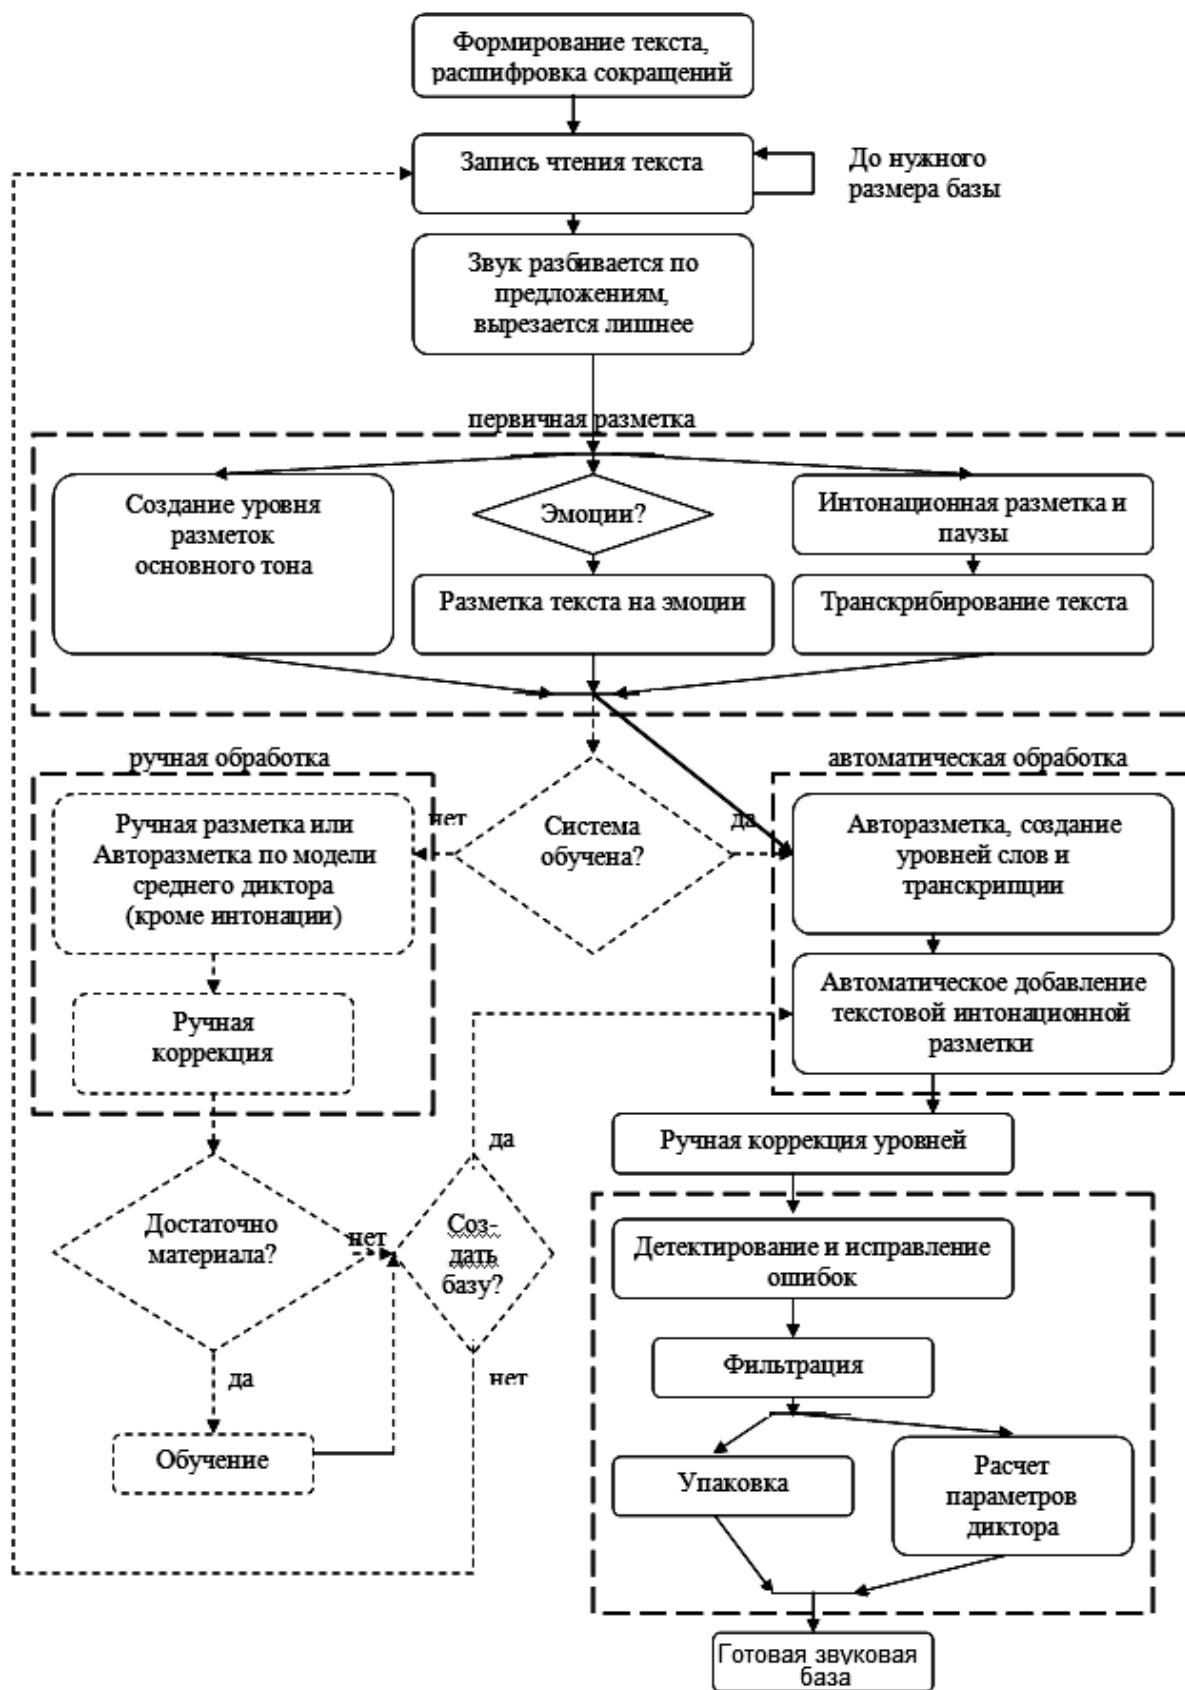 Формирование текста,
расшифровка сокращений
Запись чтения текста
До нужного
размера базы
Звук разбивается по
предложениям,
вырезается лишнее
первичная разметка
Создание уровня
разметок
основного тона
Эмоции?
Интонационная разметка и
паузы
Разметка текста на эмоции
Транскрибирование текста
ручная обработка
автоматическая обработка
Ручная разметка или
Авторазметка по модели
среднего диктора
(кроме интонации)
нет
Система
обучена?
да
Авторазметка, создание
уровней слов и
транскрипции
Ручная
коррекция
Автоматическое добавление
текстовой интонационной
разметки
да
Ручная коррекция уровней
Достаточно
материала?
нет
Соз-
дать
базу?
Детектирование и исправление
ошибок
да
нет
Фильтрация
Обучение
Упаковка
Расчет
параметров
диктора
Готовая звуковая
база